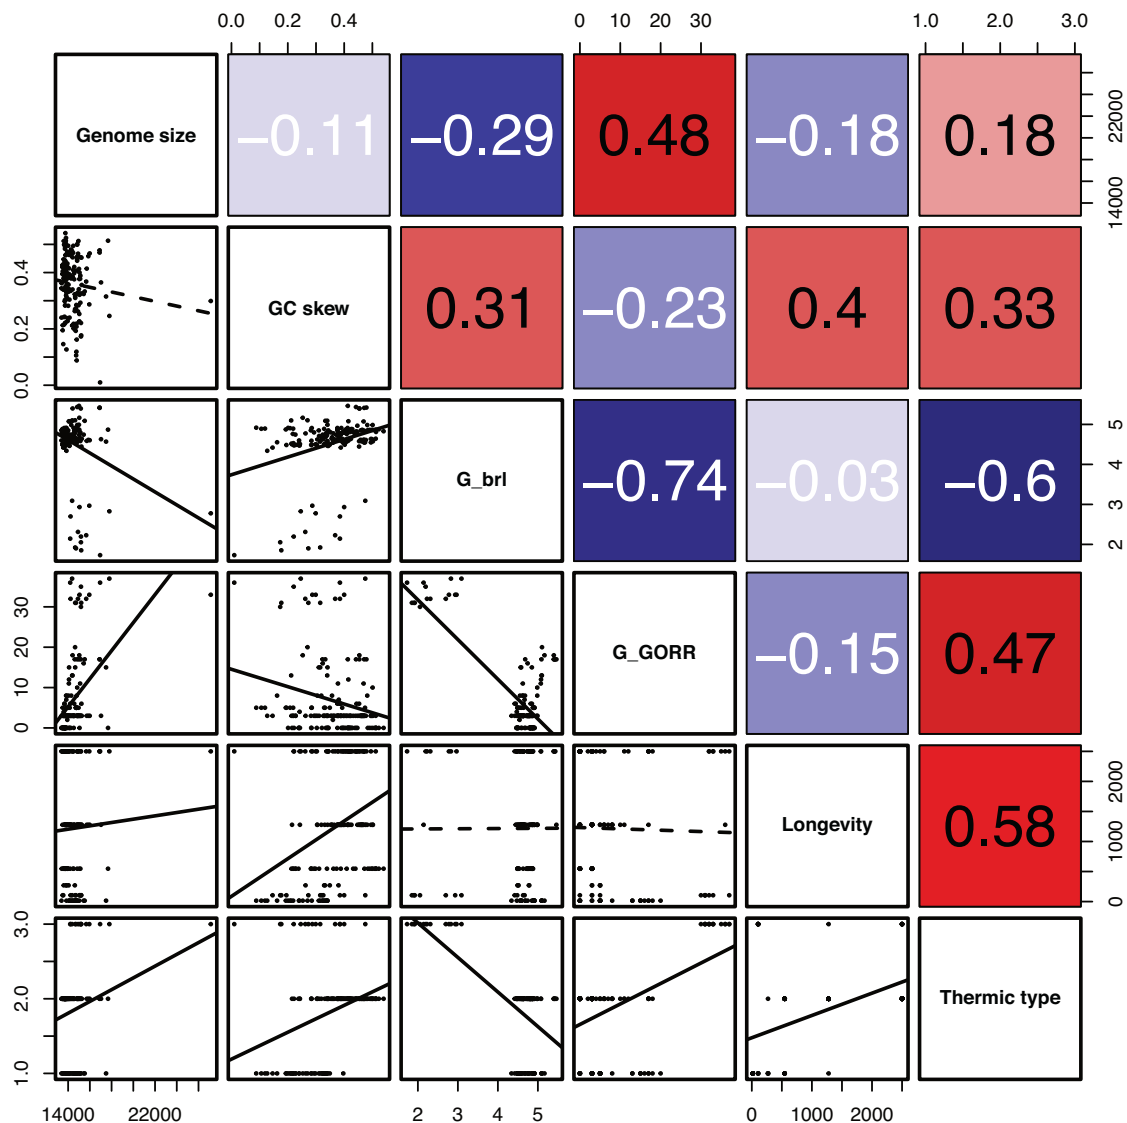 0.0 0.2 0.4 0 10 20 30 1.0 2.0 3.0
Genome size −0.11 −0.29 0.48 −0.18 0.18 14000 22000
0.0 0.2 0.4 GC skew 0.31 −0.23 0.4 0.33
G_brl −0.74 −0.03 −0.6 2 3 4 5
0 10 20 30 G_GORR −0.15 0.47
Longevity 0.58 0 1000 2000
1.0 2.0 3.0 Thermic type
14000 22000 2 3 4 5 0 1000 2000